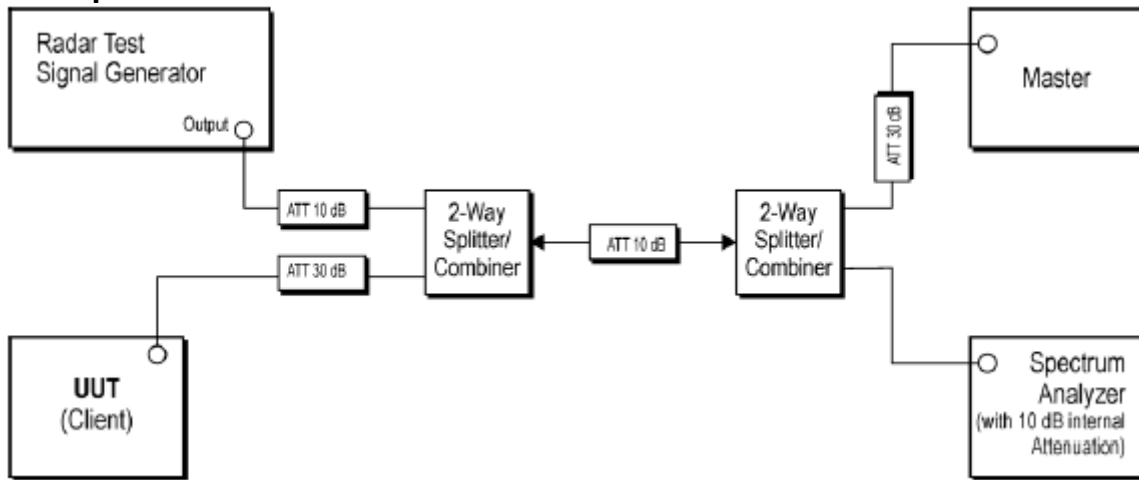 Radar Test
Signal Generator
Output
ATT 10 dB
ATT 30 dB
2-Way
Splitter/
Combiner
ATT 10 dB
2-Way
Splitter/
Combiner
ATT 30 dB
Master
UUT
(Client)
Spectrum
Analyzer
(with 10 dB internal
Attenuation)